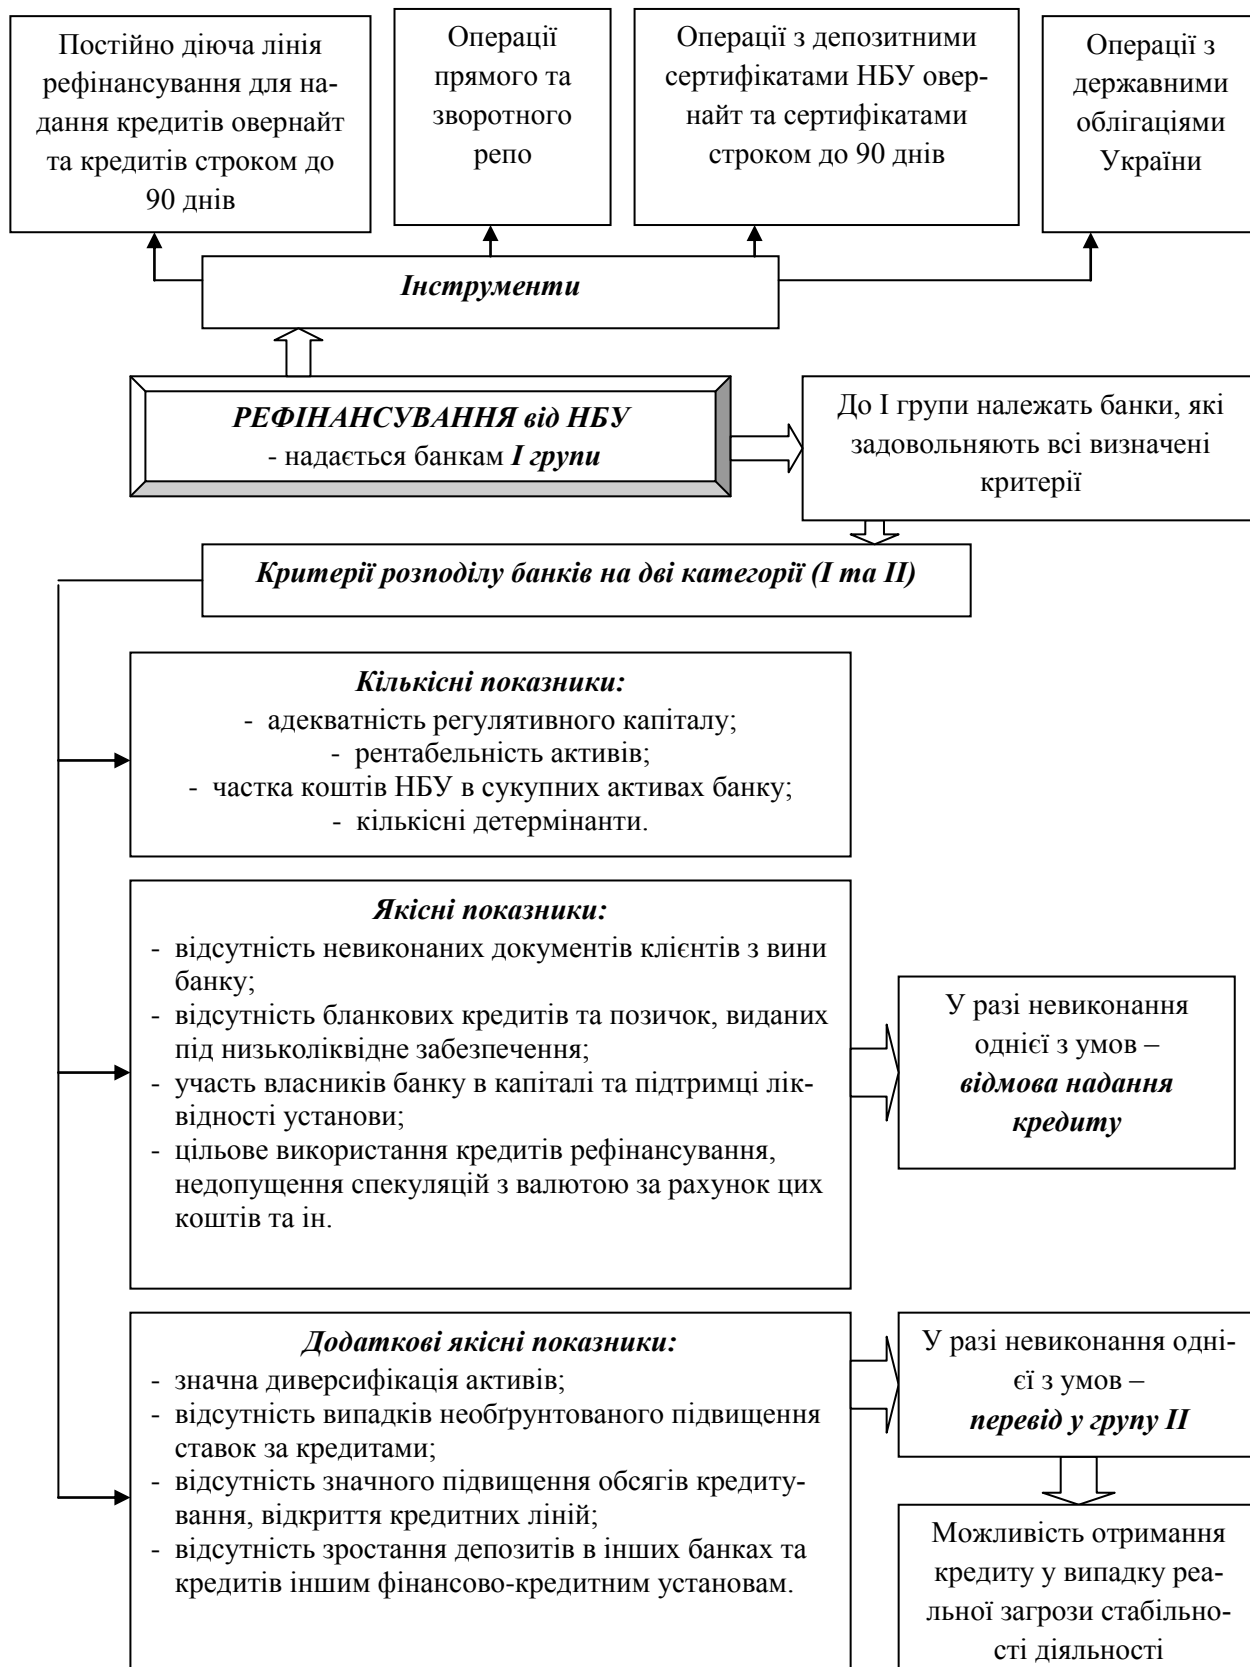 Постійно діюча лінія
рефінансування для на-
дання кредитів овернайт
та кредитів строком до
90 днів
Операції
прямого та
зворотного
репо
Операції з депозитними
сертифікатами НБУ овер-
найт та сертифікатами
строком до 90 днів
Операції з
державними
облігаціями
України
Інструменти
РЕФІНАНСУВАННЯ від НБУ
- надається банкам І групи
До І групи належать банки, які
задовольняють всі визначені
критерії
Критерії розподілу банків на дві категорії (І та ІІ)
Кількісні показники:
- адекватність регулятивного капіталу;
- рентабельність активів;
- частка коштів НБУ в сукупних активах банку;
- кількісні детермінанти.
Якісні показники:
- відсутність невиконаних документів клієнтів з вини
банку;
- відсутність бланкових кредитів та позичок, виданих
під низьколіквідне забезпечення;
- участь власників банку в капіталі та підтримці лік-
відності установи;
- цільове використання кредитів рефінансування,
недопущення спекуляцій з валютою за рахунок цих
коштів та ін.
У разі невиконання
однієї з умов –
відмова надання
кредиту
Додаткові якісні показники:
- значна диверсифікація активів;
- відсутність випадків необґрунтованого підвищення
ставок за кредитами;
- відсутність значного підвищення обсягів кредиту-
вання, відкриття кредитних ліній;
- відсутність зростання депозитів в інших банках та
кредитів іншим фінансово-кредитним установам.
У разі невиконання одні-
єї з умов –
перевід у групу ІІ
Можливість отримання
кредиту у випадку реа-
льної загрози стабільно-
сті діяльності